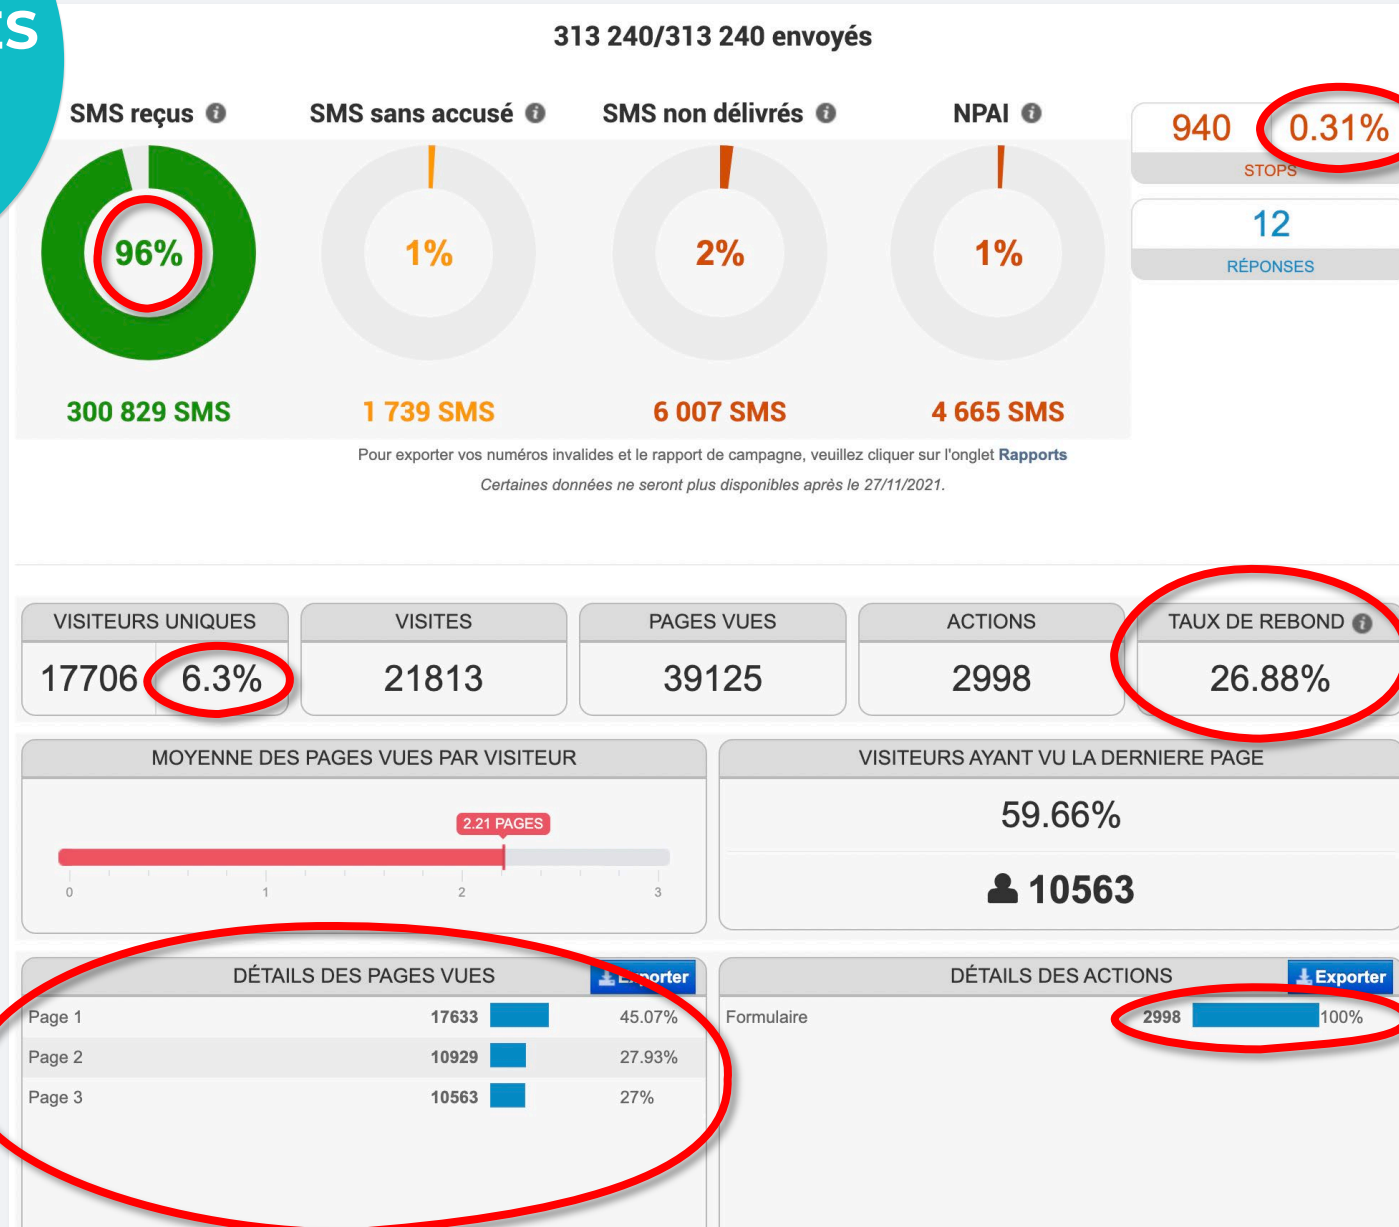 313 240/313 240 envoyés
SMS reçus
SMS sans accusé
SMS non délivrés
NPAI
940
0.31%
STOPS
12
RÉPONSES
96%
1%
2%
1%
300 829 SMS
1 739 SMS
6 007 SMS
4 665 SMS
Pour exporter vos numéros invalides et le rapport de campagne, veuillez cliquer sur l'onglet Rapports
Certaines données ne seront plus disponibles après le 27/11/2021.
VISITEURS UNIQUES
VISITES
PAGES VUES
ACTIONS
TAUX DE REBOND
17706
6.3%
21813
39125
2998
26.88%
MOYENNE DES PAGES VUES PAR VISITEUR
VISITEURS AYANT VU LA DERNIERE PAGE
2.21 PAGES
0 1 2 3
59.66%
10563
DÉTAILS DES PAGES VUES
Exporter
Page 1 17633 45.07%
Page 2 10929 27.93%
Page 3 10563 27%
DÉTAILS DES ACTIONS
Exporter
Formulaire 2998 100%